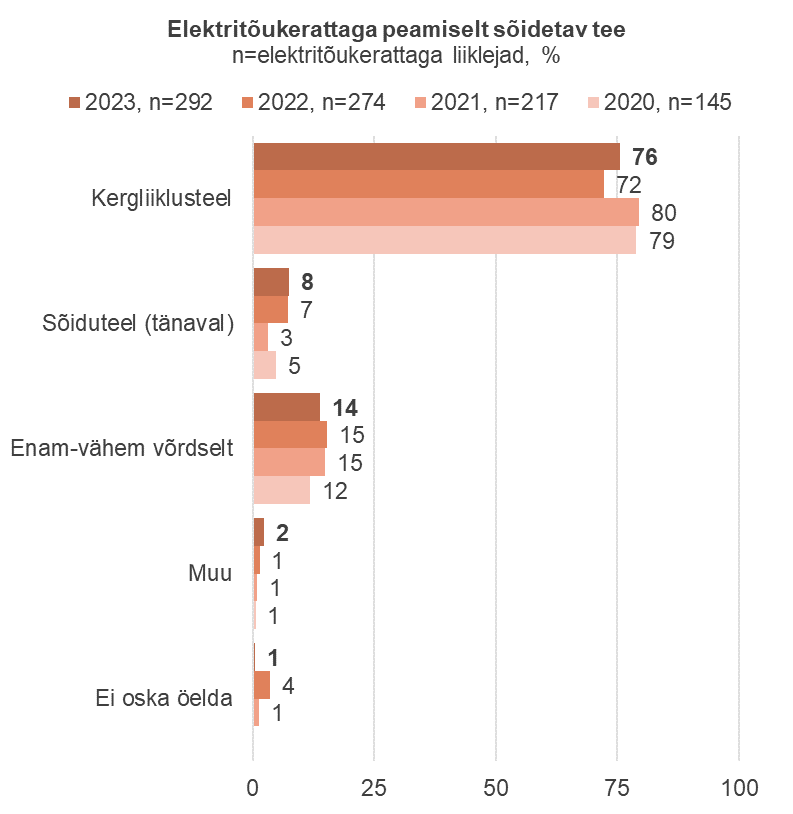 Elektritõukerattaga peamiselt sõidetav tee
n=elektritõukerattaga liiklejad, %
2023, n=292 2022, n=274 2021, n=217 2020, n=145
Kergliiklusteel
76
72
80
79
Sõiduteel (tänaval)
8
7
3
5
Enam-vähem võrdselt
14
15
15
12
Muu
2
1
1
1
Ei oska öelda
1
4
1
0 25 50 75 100